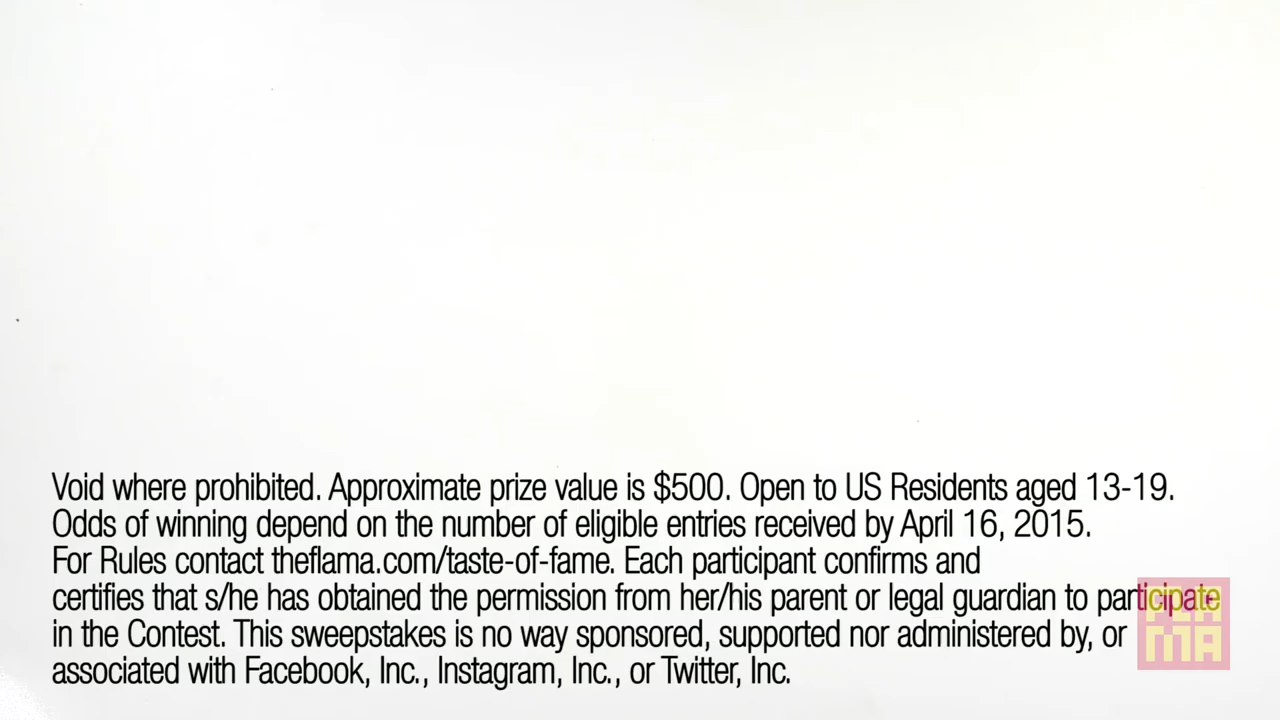 Void where prohibited. Approximate prize value is $500. Open to US Residents aged 13-19.
Odds of winning depend on the number of eligible entries received by April 16, 2015.
For Rules contact theflama.com/taste-of-fame. Each participant confirms and
certifies that s/he has obtained the permission from her/his parent or legal guardian to participate
in the Contest. This sweepstakes is no way sponsored, supported nor administered by, or
associated with Facebook, Inc., Instagram, Inc., or Twitter, Inc.
FLA
MA